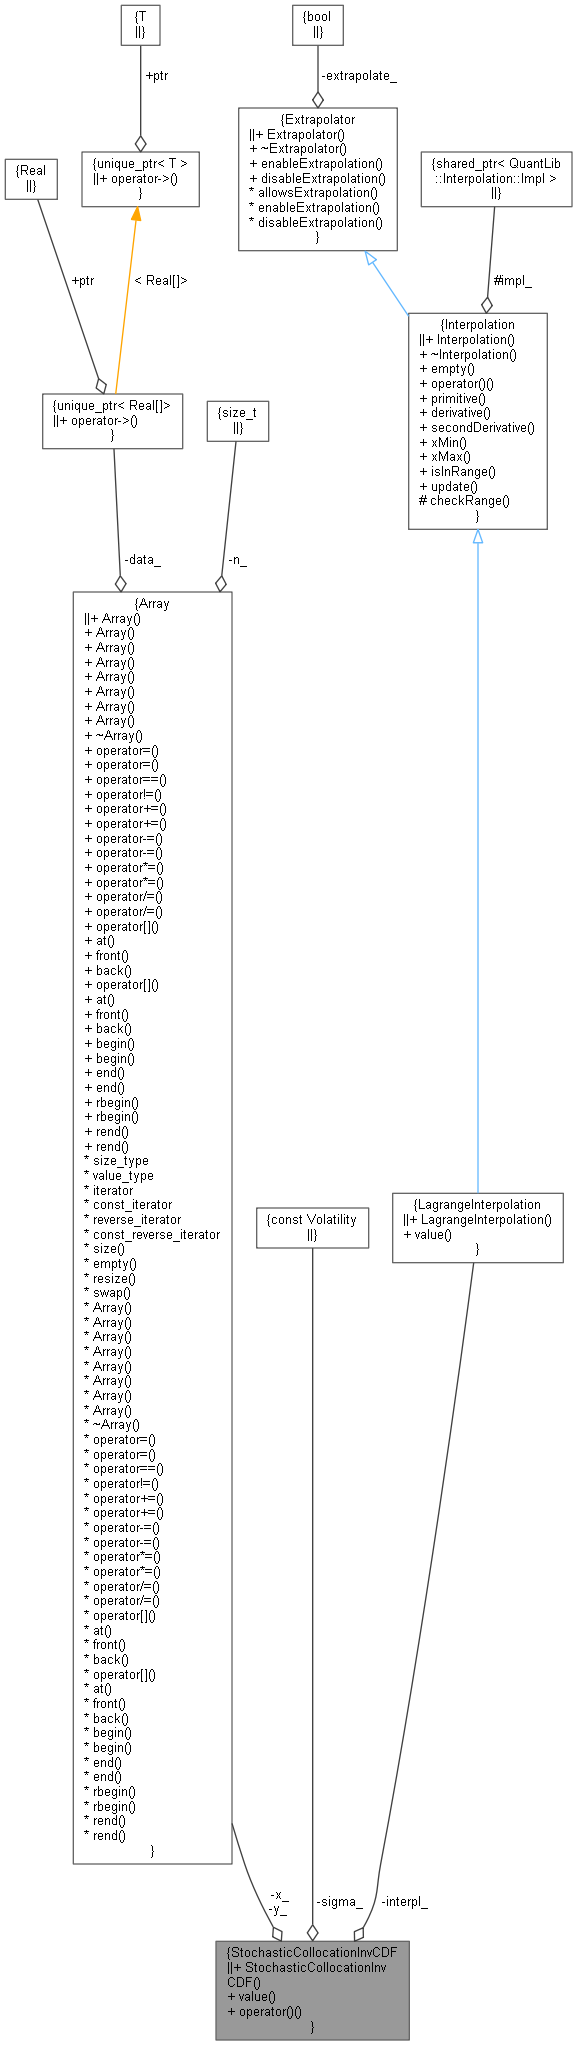 {T
||}
{bool
||}
+ptr
-extrapolate_
{Extrapolator
||+ Extrapolator()
+ ~Extrapolator()
+ enableExtrapolation()
+ disableExtrapolation()
* allowsExtrapolation()
* enableExtrapolation()
* disableExtrapolation()
}
{unique_ptr< T >
||+ operator->()
}
{Real
||}
{shared_ptr< QuantLib
::Interpolation::Impl >
||}
+ptr
< Real[]>
#impl_
{Interpolation
||+ Interpolation()
+ ~Interpolation()
+ empty()
+ operator()()
+ primitive()
+ derivative()
+ secondDerivative()
+ xMin()
+ xMax()
+ isInRange()
+ update()
# checkRange()
}
{unique_ptr< Real[]>
||+ operator->()
}
{size_t
||}
-data_
-n_
{Array
||+ Array()
+ Array()
+ Array()
+ Array()
+ Array()
+ Array()
+ Array()
+ Array()
+ ~Array()
+ operator=()
+ operator=()
+ operator==()
+ operator!=()
+ operator+=()
+ operator+=()
+ operator-=()
+ operator-=()
+ operator*=()
+ operator*=()
+ operator/=()
+ operator/=()
+ operator[]()
+ at()
+ front()
+ back()
+ operator[]()
+ at()
+ front()
+ back()
+ begin()
+ begin()
+ end()
+ end()
+ rbegin()
+ rbegin()
+ rend()
+ rend()
* size_type
* value_type
* iterator
* const_iterator
* reverse_iterator
* const_reverse_iterator
* size()
* empty()
* resize()
* swap()
* Array()
* Array()
* Array()
* Array()
* Array()
* Array()
* Array()
* Array()
* ~Array()
* operator=()
* operator=()
* operator==()
* operator!=()
* operator+=()
* operator+=()
* operator-=()
* operator-=()
* operator*=()
* operator*=()
* operator/=()
* operator/=()
* operator[]()
* at()
* front()
* back()
* operator[]()
* at()
* front()
* back()
* begin()
* begin()
* end()
* end()
* rbegin()
* rbegin()
* rend()
* rend()
}
{const Volatility
||}
{LagrangeInterpolation
||+ LagrangeInterpolation()
+ value()
}
-x_
-y_
-sigma_
-interpl_
{StochasticCollocationInvCDF
||+ StochasticCollocationInv
CDF()
+ value()
+ operator()()
}